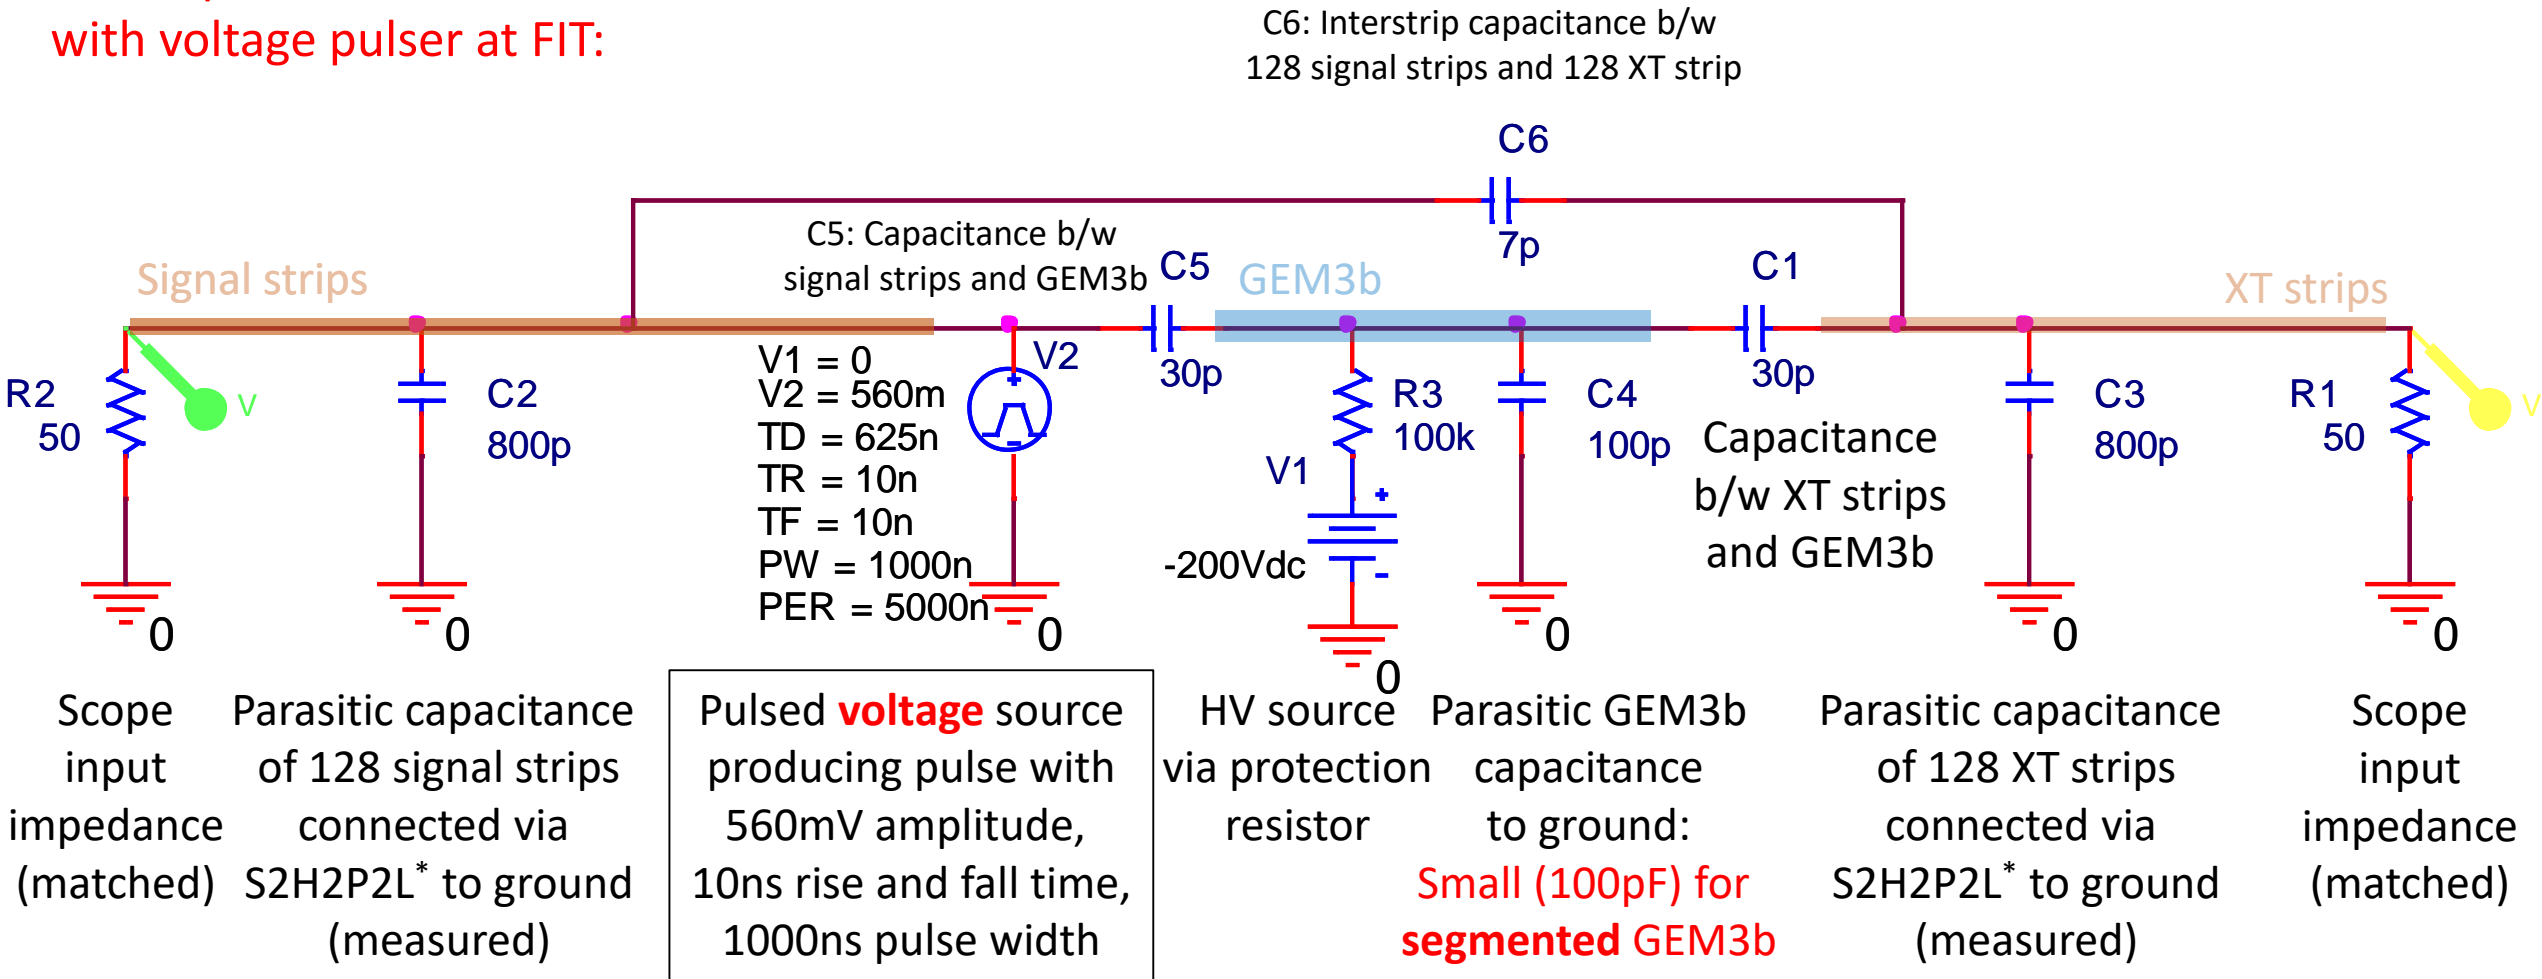 with voltage pulser at FIT:
C6: Interstrip capacitance b/w
128 signal strips and 128 XT strip
C6
7p
C5: Capacitance b/w
signal strips and GEM3b
Signal strips
C5
30p
GEM3b
C1
30p
XT strips
R2
50
V
C2
800p
V1 = 0
V2 = 560m
TD = 625n
TR = 10n
TF = 10n
PW = 1000n
PER = 5000n
V2
R3
100k
V1
+
-
-200Vdc
C4
100p
Capacitance
b/w XT strips
and GEM3b
C3
800p
R1
50
V
0
0
0
0
0
0
0
Scope
input
impedance
(matched)
Parasitic capacitance
of 128 signal strips
connected via
S2H2P2L* to ground
(measured)
Pulsed voltage source
producing pulse with
560mV amplitude,
10ns rise and fall time,
1000ns pulse width
HV source
via protection
resistor
Parasitic GEM3b
capacitance
to ground:
Small (100pF) for
segmented GEM3b
Parasitic capacitance
of 128 XT strips
connected via
S2H2P2L* to ground
(measured)
Scope
input
impedance
(matched)